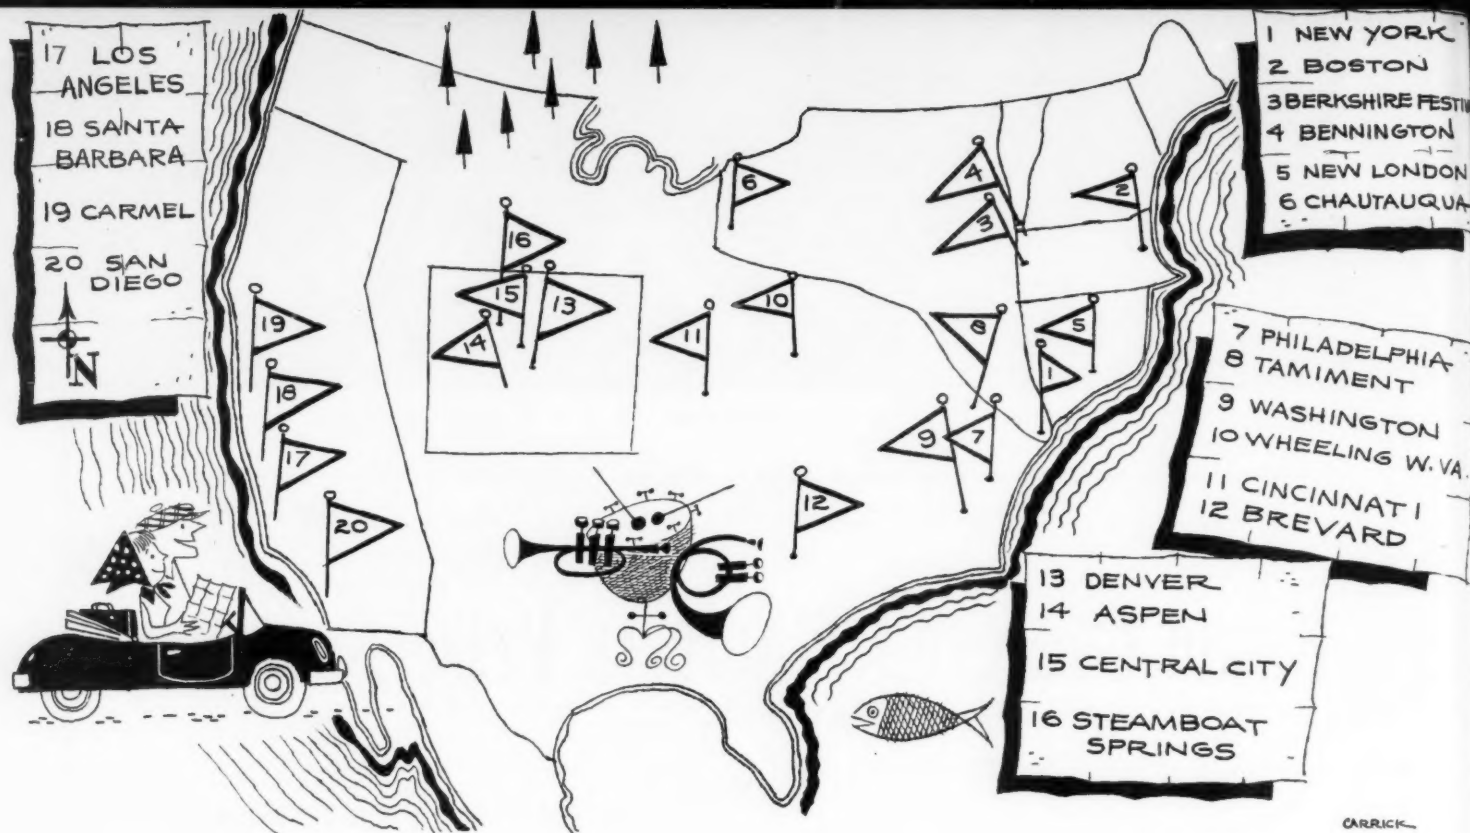 17 LOS
ANGELES
18 SANTA
BARBARA
19 CARMEL
20 SAN
DIEGO
N
1 NEW YORK
2 BOSTON
3 BERKSHIRE FESTI
4 BENNINGTON
5 NEW LONDON
6 CHAUTAUQUA
7 PHILADELPHIA
8 TAMIMENT
9 WASHINGTON
10 WHEELING W. VA.
11 CINCINNATI
12 BREVARD
13 DENVER
14 ASPEN
15 CENTRAL CITY
16 STEAMBOAT
SPRINGS
6
4
2
3
16
15
13
14
10
11
8
5
1
19
18
17
20
9
7
12
CARRICK